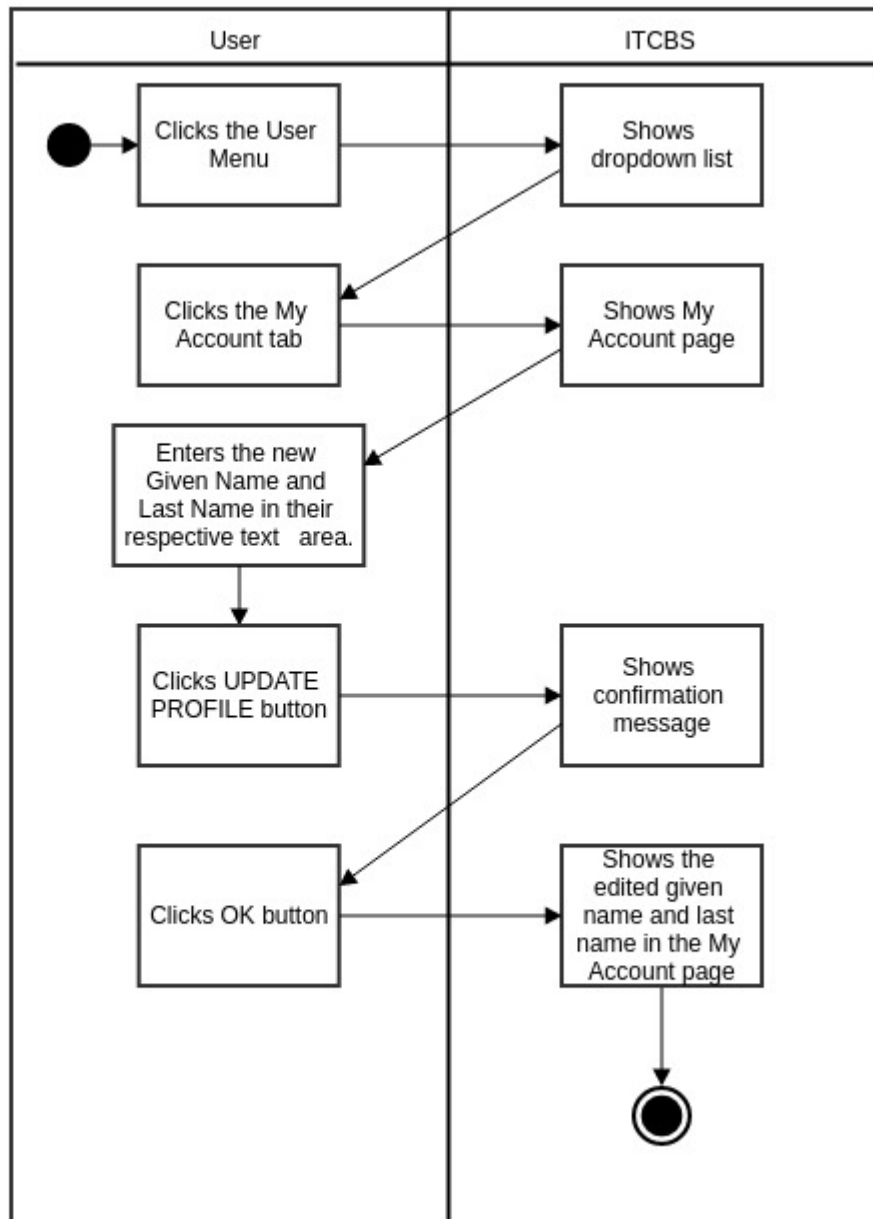 User
ITCBS
Clicks the User
Menu
Shows
dropdown list
Clicks the My
Account tab
Shows My
Account page
Enters the new
Given Name and
Last Name in their
respective text   area.
Clicks UPDATE
PROFILE button
Shows
confirmation
message
Clicks OK button
Shows the
edited given
name and last
name in the My
Account page